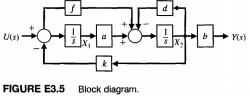 f
d
U(s)
+
+
−
1/s
X₁
a
+
1/s
X₂
b
Y(s)
−
k
FIGURE E3.5 Block diagram.